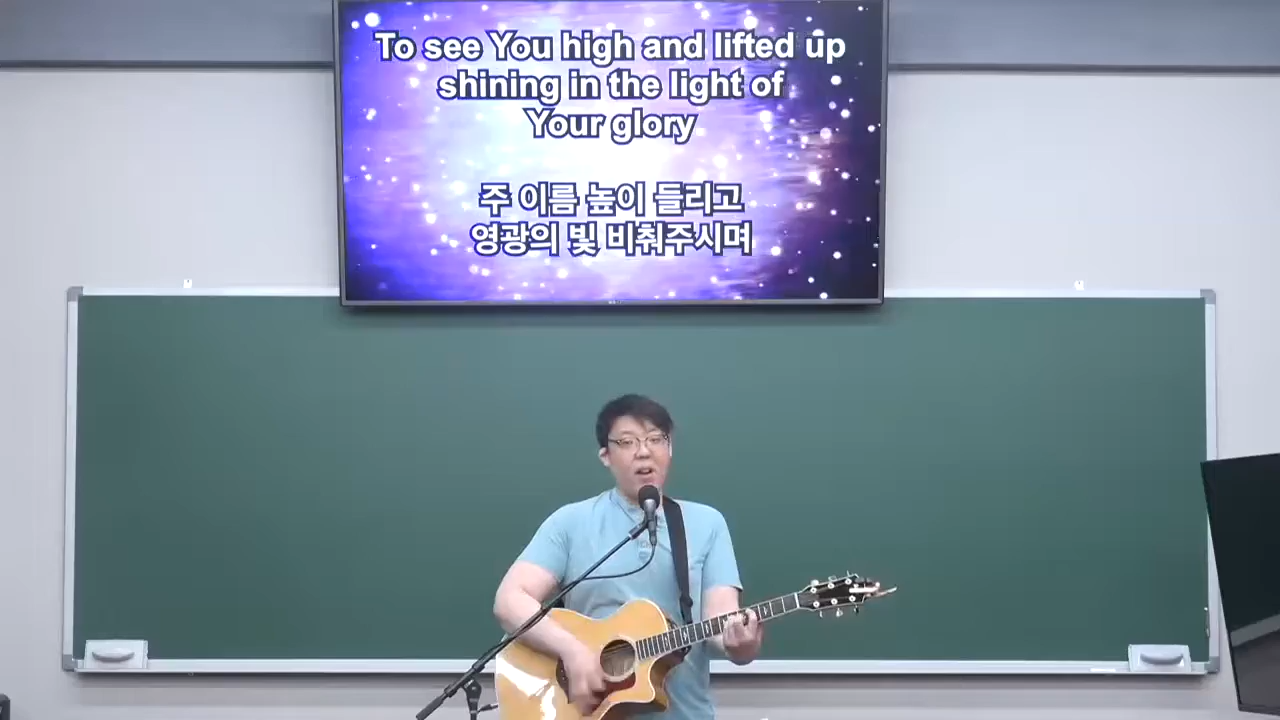 To see You high and lifted up
shining in the light of
Your glory
주 이름 높이 들리고
영광의 빛 비취주시며